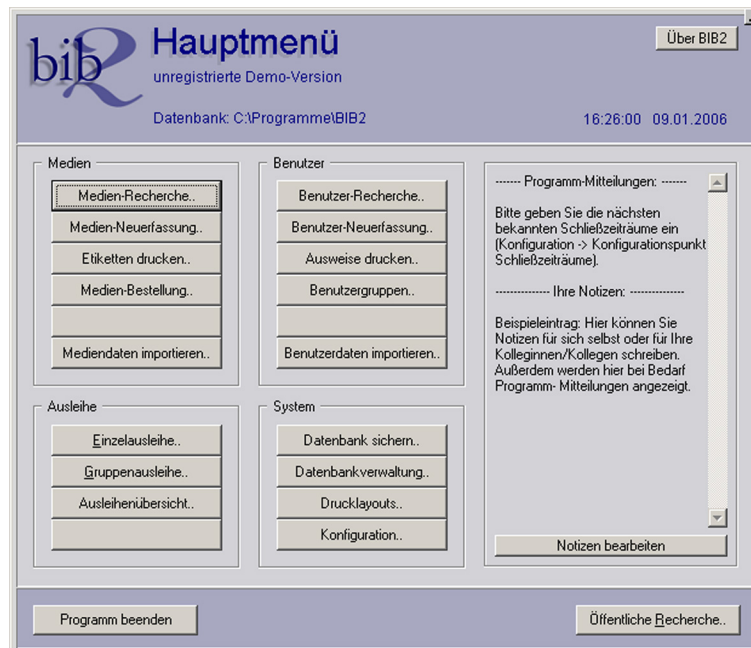 bib2
Hauptmenü
unregistrierte Demo-Version
Datenbank: C:\Programme\BIB2
Über BIB2
16:26:00 09.01.2006
Medien
Medien-Recherche..
Medien-Neuerfassung..
Etiketten drucken..
Medien-Bestellung..
Mediendaten importieren..
Benutzer
Benutzer-Recherche..
Benutzer-Neuerfassung..
Ausweise drucken..
Benutzergruppen..
Benutzerdaten importieren..
------- Programm-Mitteilungen: -------
Bitte geben Sie die nächsten
bekannten Schließzeiträume ein
(Konfiguration -> Konfigurationspunkt
Schließzeiträume).
--------------- Ihre Notizen: ---------------
Beispieleintrag: Hier können Sie
Notizen für sich selbst oder für Ihre
Kolleginnen/Kollegen schreiben.
Außerdem werden hier bei Bedarf
Programm- Mitteilungen angezeigt.
Notizen bearbeiten
Ausleihe
Einzelausleihe..
Gruppenausleihe..
Ausleihenübersicht..
System
Datenbank sichern..
Datenbankverwaltung..
Drucklayouts..
Konfiguration..
Programm beenden
Öffentliche Recherche..